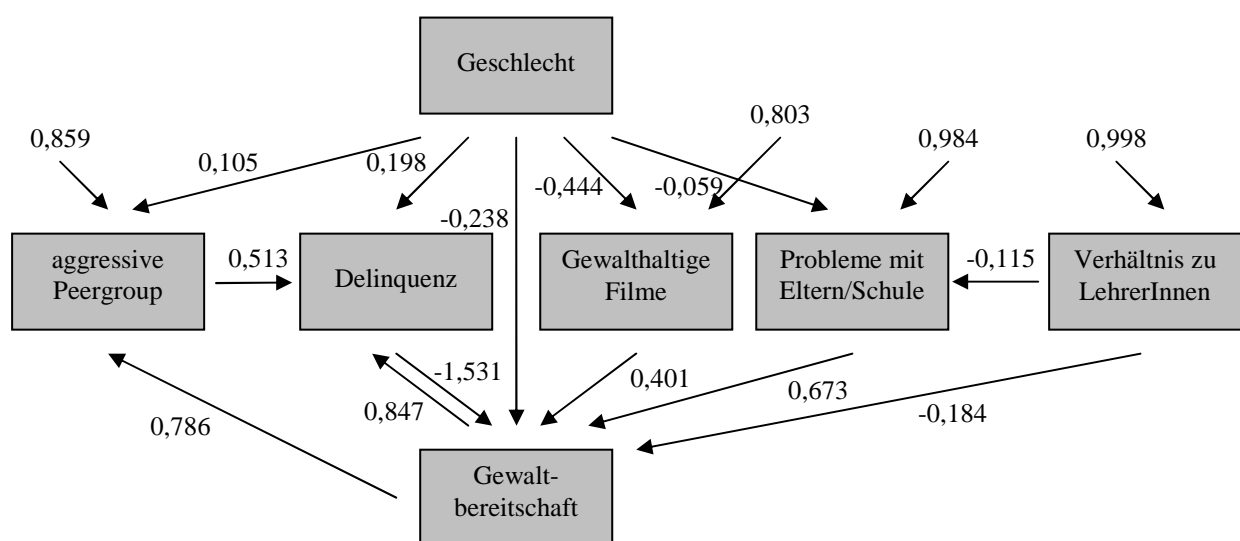 Geschlecht
0,803
0,859
0,984
0,998
0,105
0,198
-0,444
-0,059
-0,238
aggressive
Peergroup
0,513
Delinquenz
Gewalthaltige
Filme
Probleme mit
Eltern/Schule
-0,115
Verhältnis zu
LehrerInnen
-1,531
0,401
0,673
0,847
0,786
-0,184
Gewalt-
bereitschaft